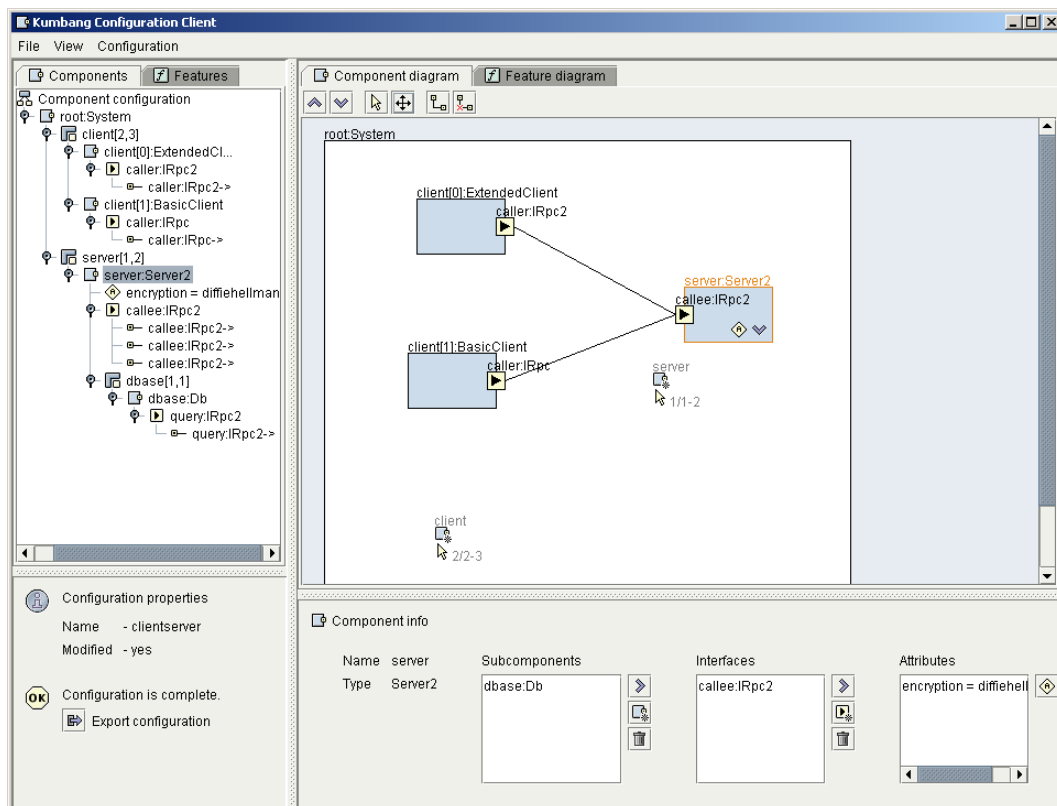 Kumbang Configuration Client
File View Configuration
Components Features
Component configuration
root:System
client[2,3]
client[0]:ExtendedCl...
caller:IRpc2
caller:IRpc2->
client[1]:BasicClient
caller:IRpc
caller:IRpc->
server[1,2]
server:Server2
encryption = diffiehellman
callee:IRpc2
callee:IRpc2->
callee:IRpc2->
callee:IRpc2->
dbase[1,1]
dbase:Db
query:IRpc2
query:IRpc2->
Component diagram Feature diagram
root:System
client[0]:ExtendedClient
caller:IRpc2
server:Server2
callee:IRpc2
client[1]:BasicClient
caller:IRpc
server
1/1-2
client
2/2-3
Configuration properties
Name - clientserver
Modified - yes
OK Configuration is complete.
Export configuration
Component info
Name server
Type Server2
Subcomponents
dbase:Db
Interfaces
callee:IRpc2
Attributes
encryption = diffiehell